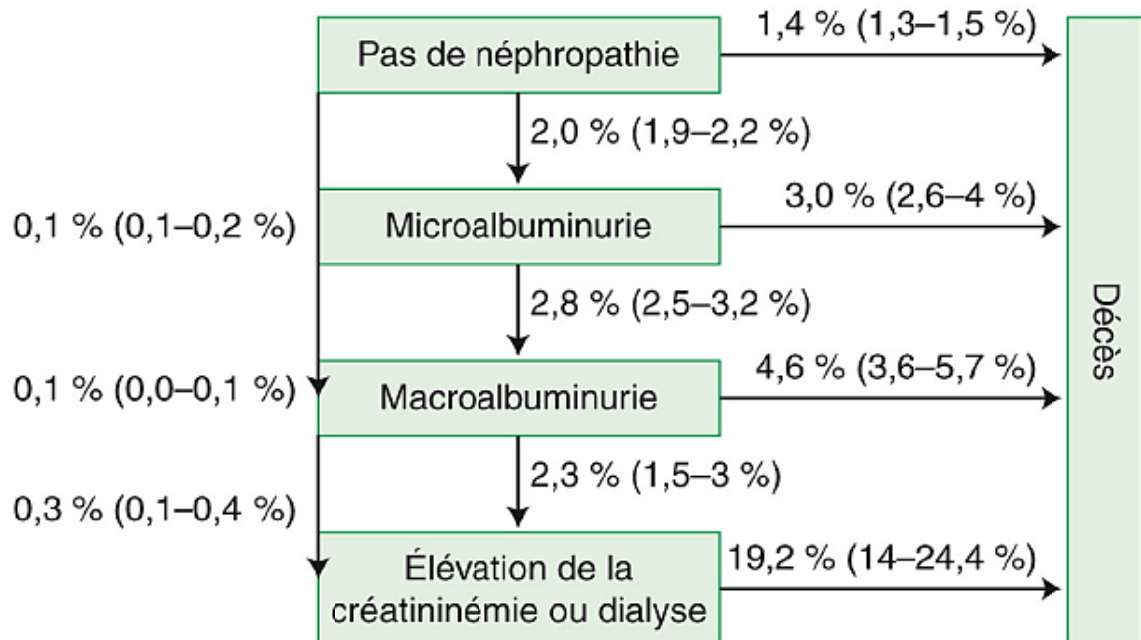 Pas de néphropathie
1,4 % (1,3–1,5 %)
2,0 % (1,9–2,2 %)
0,1 % (0,1–0,2 %)
Microalbuminurie
3,0 % (2,6–4 %)
2,8 % (2,5–3,2 %)
Décès
0,1 % (0,0–0,1 %)
Macroalbuminurie
4,6 % (3,6–5,7 %)
2,3 % (1,5–3 %)
0,3 % (0,1–0,4 %)
Élévation de la
créatininémie ou dialyse
19,2 % (14–24,4 %)